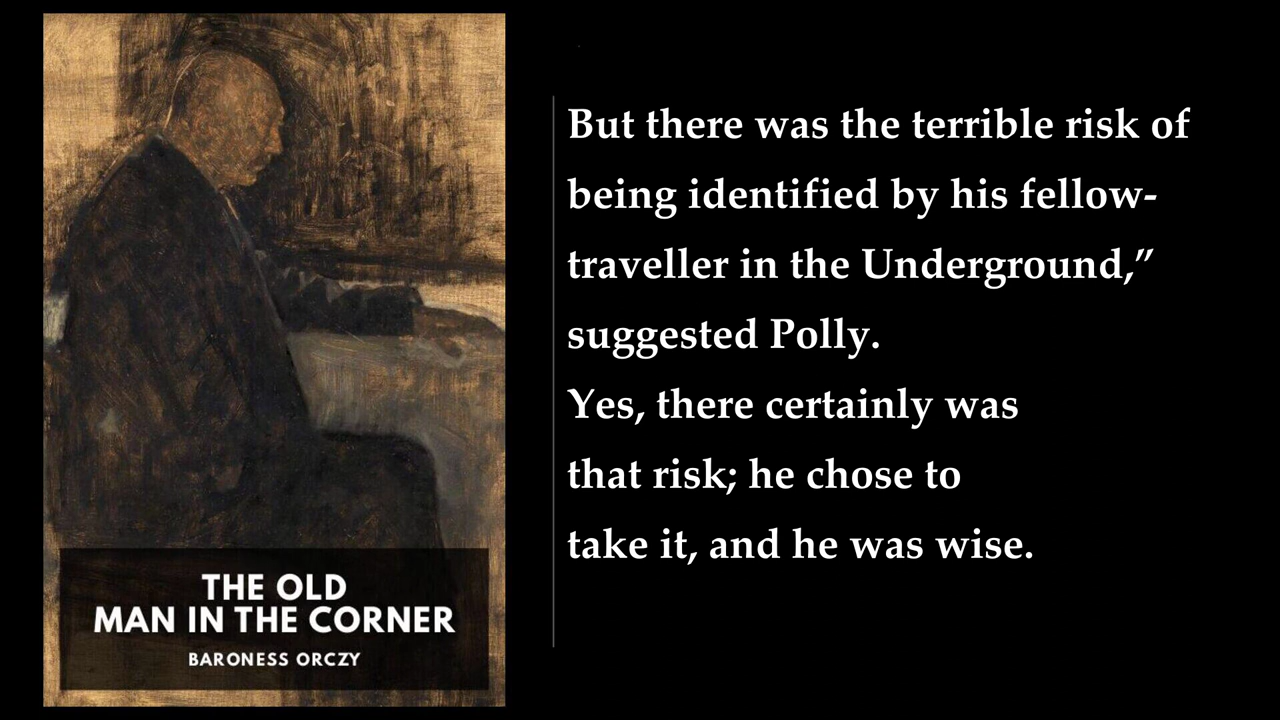 THE OLD
MAN IN THE CORNER
BARONESS ORCZY
But there was the terrible risk of
being identified by his fellow-
traveller in the Underground,”
suggested Polly.
Yes, there certainly was
that risk; he chose to
take it, and he was wise.